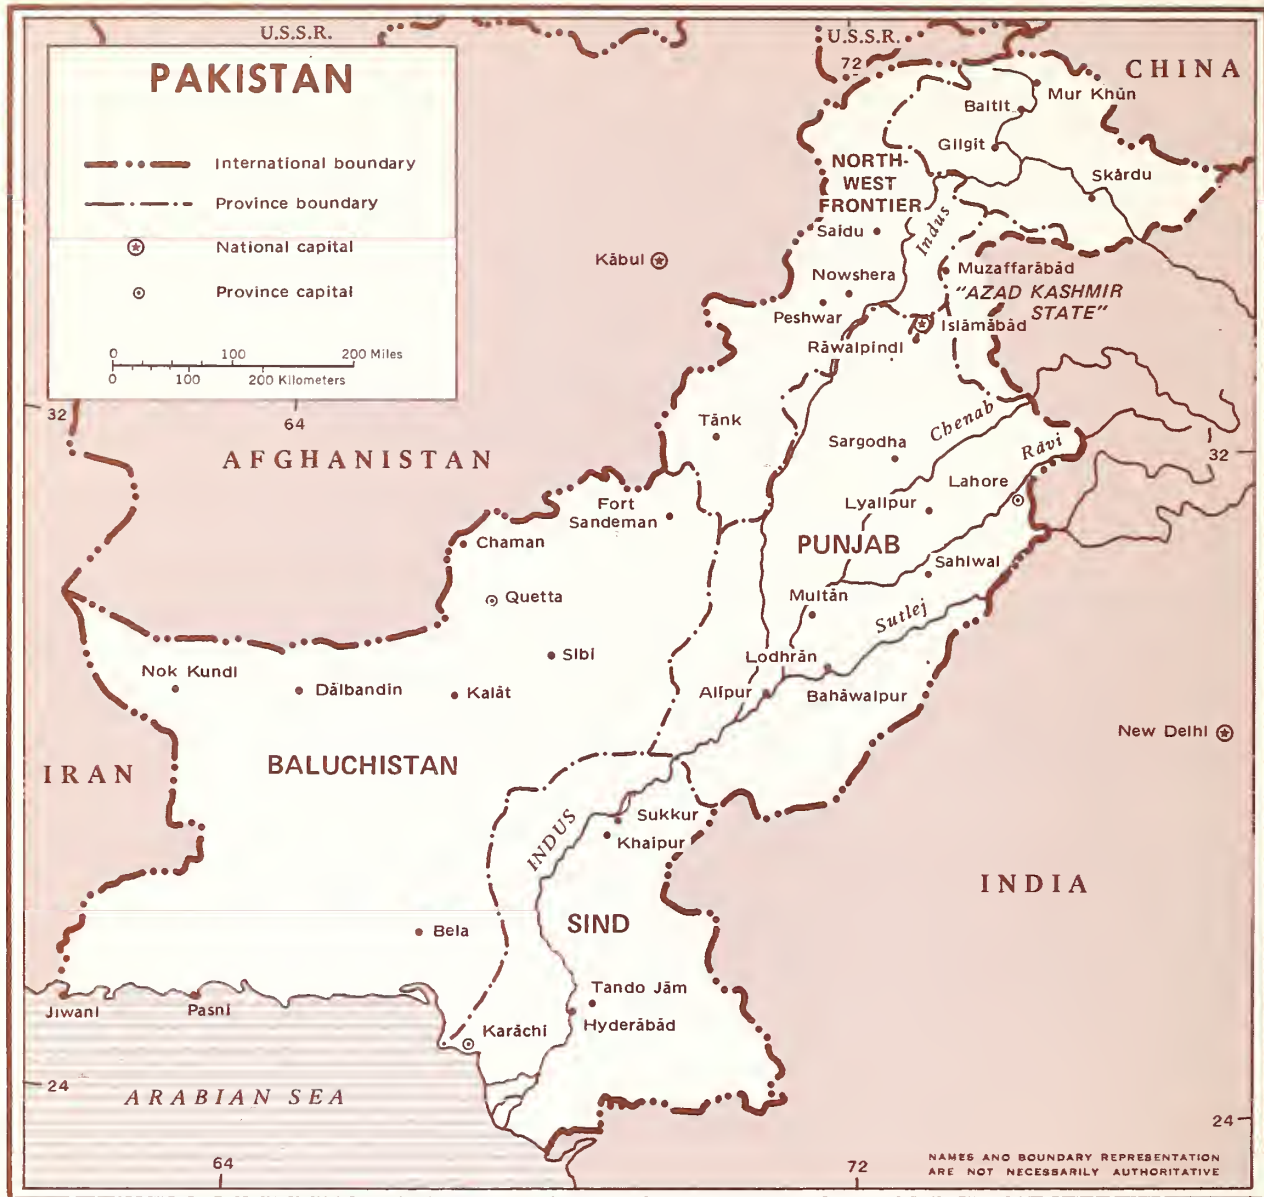 U.S.S.R.
U.S.S.R.
72
CHINA
PAKISTAN
International boundary
Province boundary
National capital
Province capital
0 100 200 Miles
0 100 200 Kilometers
Mur Khūn
Baltit
Gilgit
NORTH-
WEST
FRONTIER
Skārdu
Saidu
Indus
Kābul
Nowshera
Muzaffarābād
"AZAD KASHMIR
STATE"
Peshwar
Islāmābād
Rāwalpindi
32
64
AFGHANISTAN
Tānk
Chenab
Sargodha
Rāvi
32
Lahore
Fort
Sandeman
Lyallpur
Chaman
PUNJAB
Sahiwal
Quetta
Multān
Sutlej
Sibi
Lodhrān
Nok Kundi
Dālbandin
Kalāt
Alipur
Bahāwalpur
New Delhi
IRAN
BALUCHISTAN
INDUS
Sukkur
Khaipur
INDIA
SIND
Bela
Tando Jām
Jiwani
Pasni
Hyderābād
Karāchi
24
ARABIAN SEA
24
64
72
NAMES AND BOUNDARY REPRESENTATION
ARE NOT NECESSARILY AUTHORITATIVE